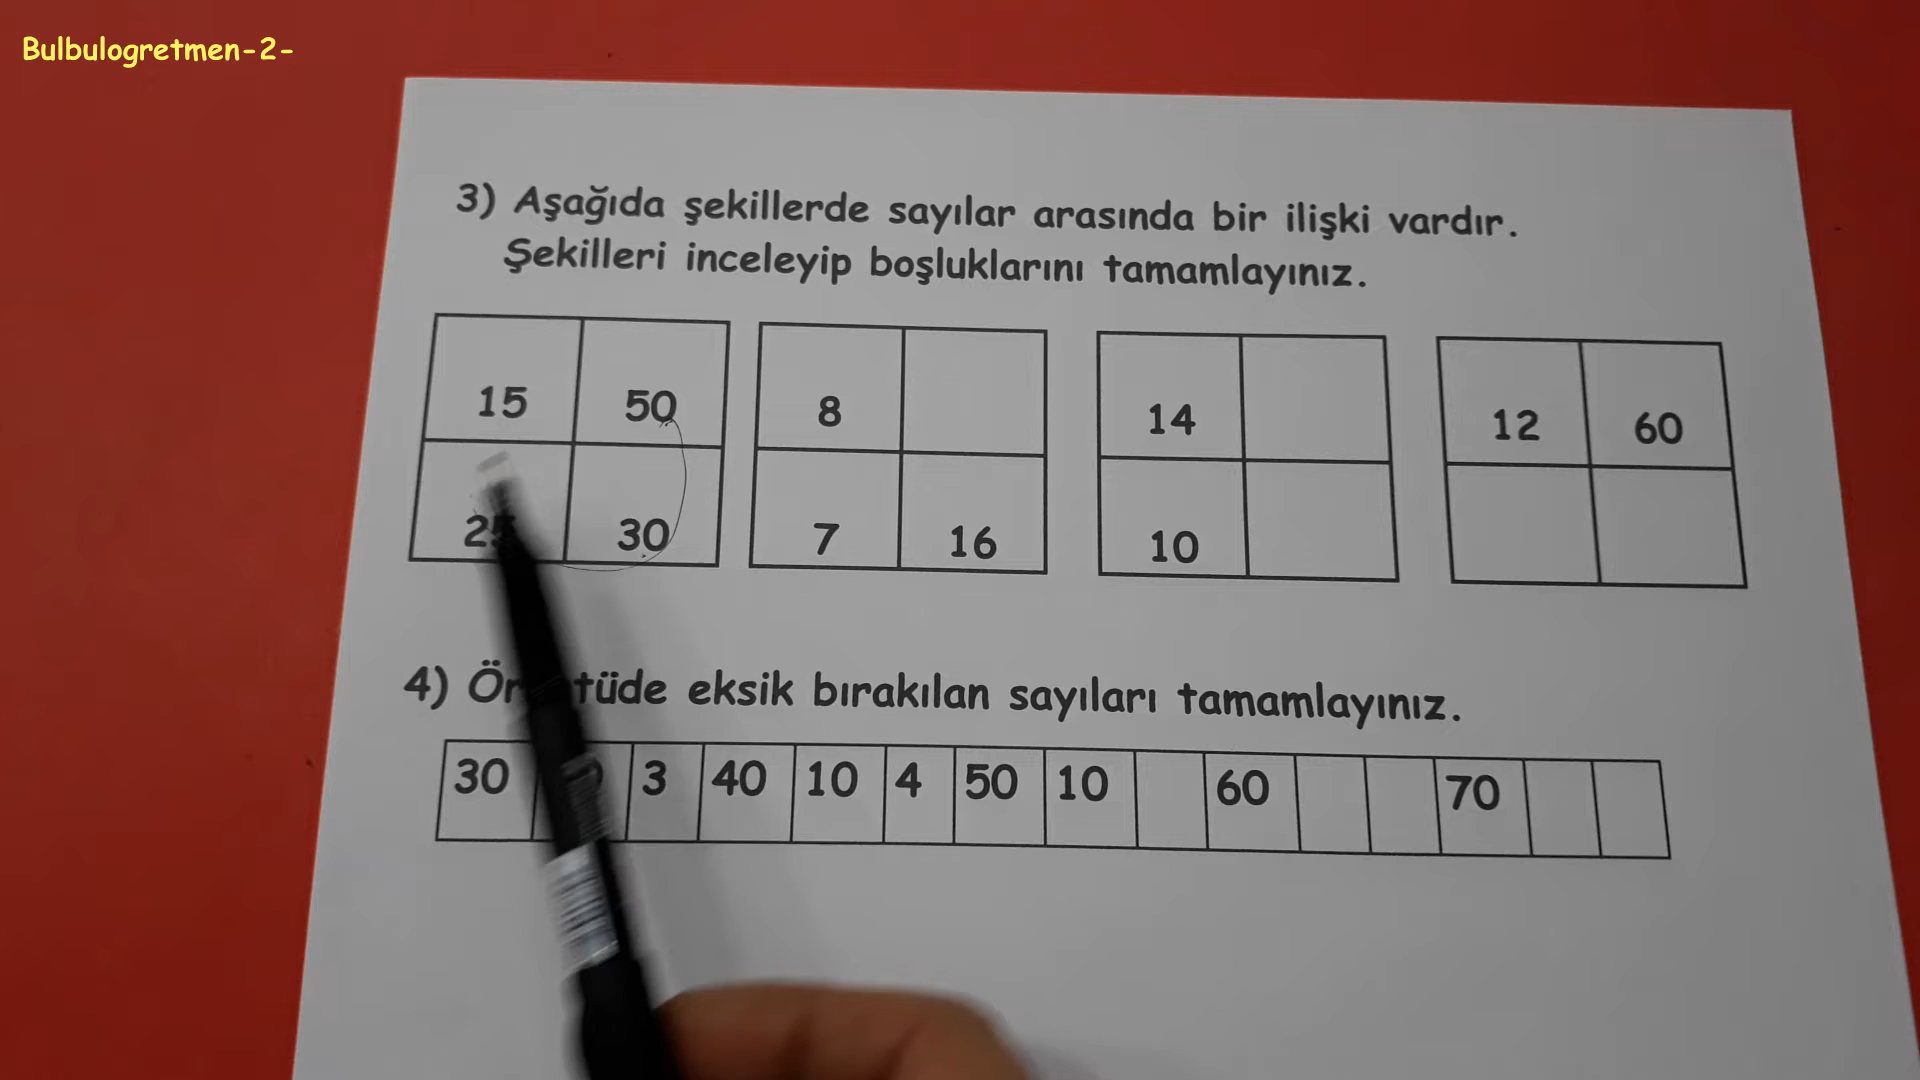 Bulbulogretmen-2-
3) Aşağıda şekillerde sayılar arasında bir ilişki vardır.
Şekilleri inceleyip boşluklarını tamamlayınız.
15 50 8 14 12 60
25 30 7 16 10
4) eksik bırakılan sayıları tamamlayınız.
30 3 40 10 4 50 10 60 70